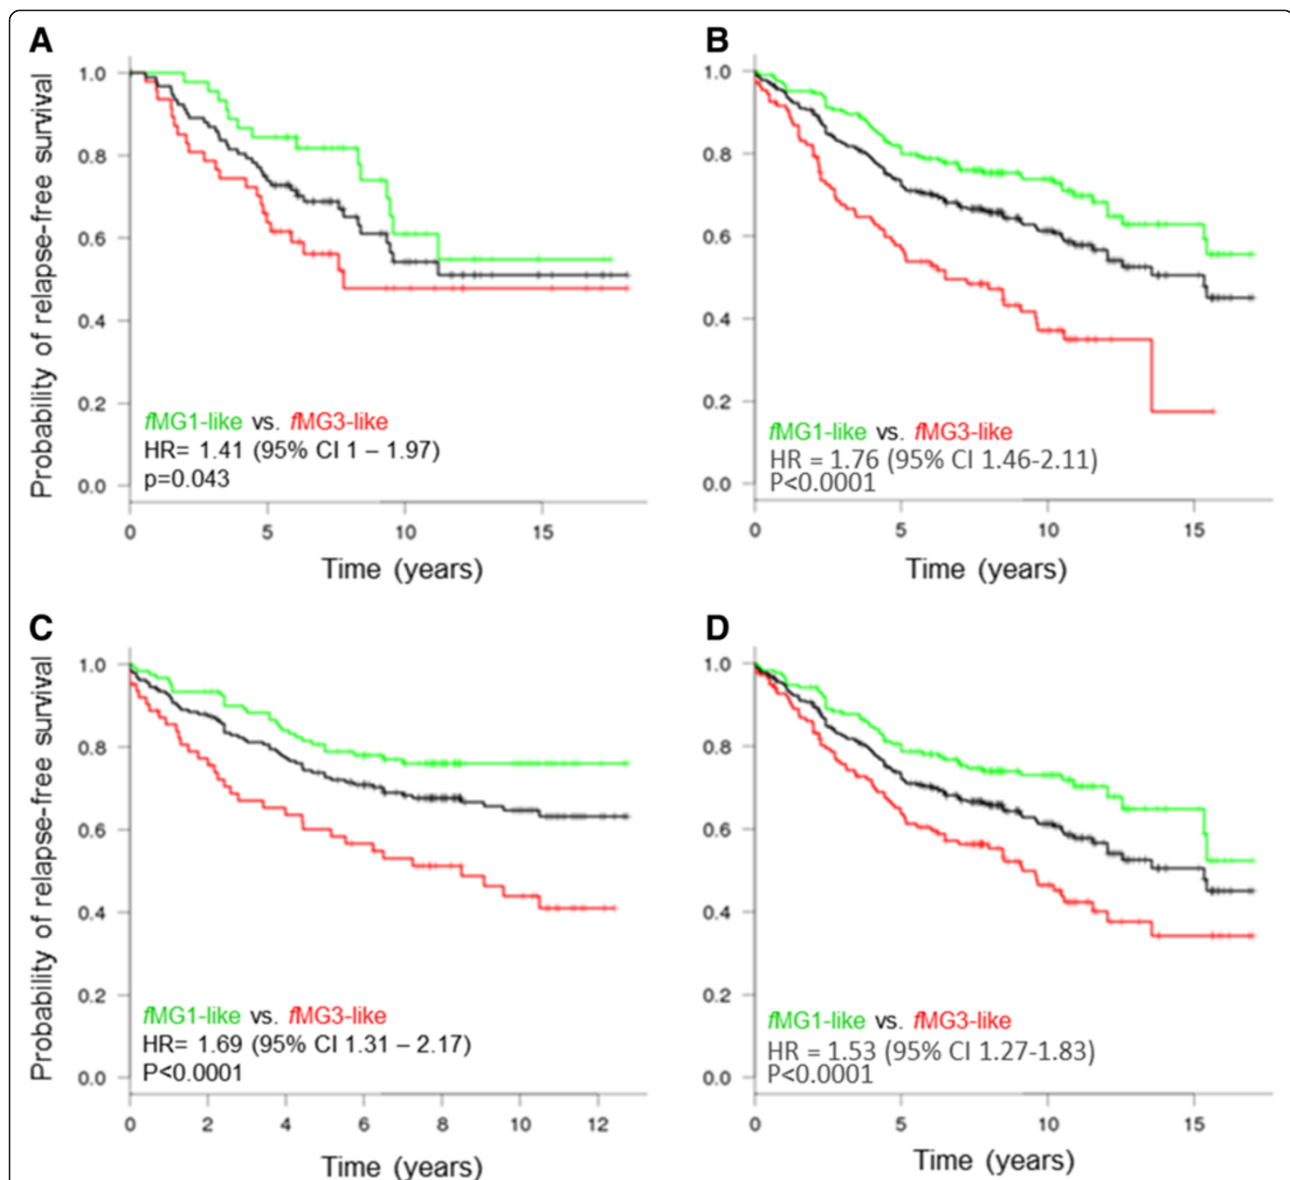 A
Probability of relapse-free survival
1.0
0.8
0.6
0.4
0.2
0.0
fMG1-like vs. fMG3-like
HR= 1.41 (95% CI 1 – 1.97)
p=0.043
0 5 10 15
Time (years)
B
1.0
0.8
0.6
0.4
0.2
0.0
fMG1-like vs. fMG3-like
HR = 1.76 (95% CI 1.46-2.11)
P<0.0001
0 5 10 15
Time (years)
C
Probability of relapse-free survival
1.0
0.8
0.6
0.4
0.2
0.0
fMG1-like vs. fMG3-like
HR= 1.69 (95% CI 1.31 – 2.17)
P<0.0001
0 2 4 6 8 10 12
Time (years)
D
1.0
0.8
0.6
0.4
0.2
0.0
fMG1-like vs. fMG3-like
HR = 1.53 (95% CI 1.27-1.83)
P<0.0001
0 5 10 15
Time (years)